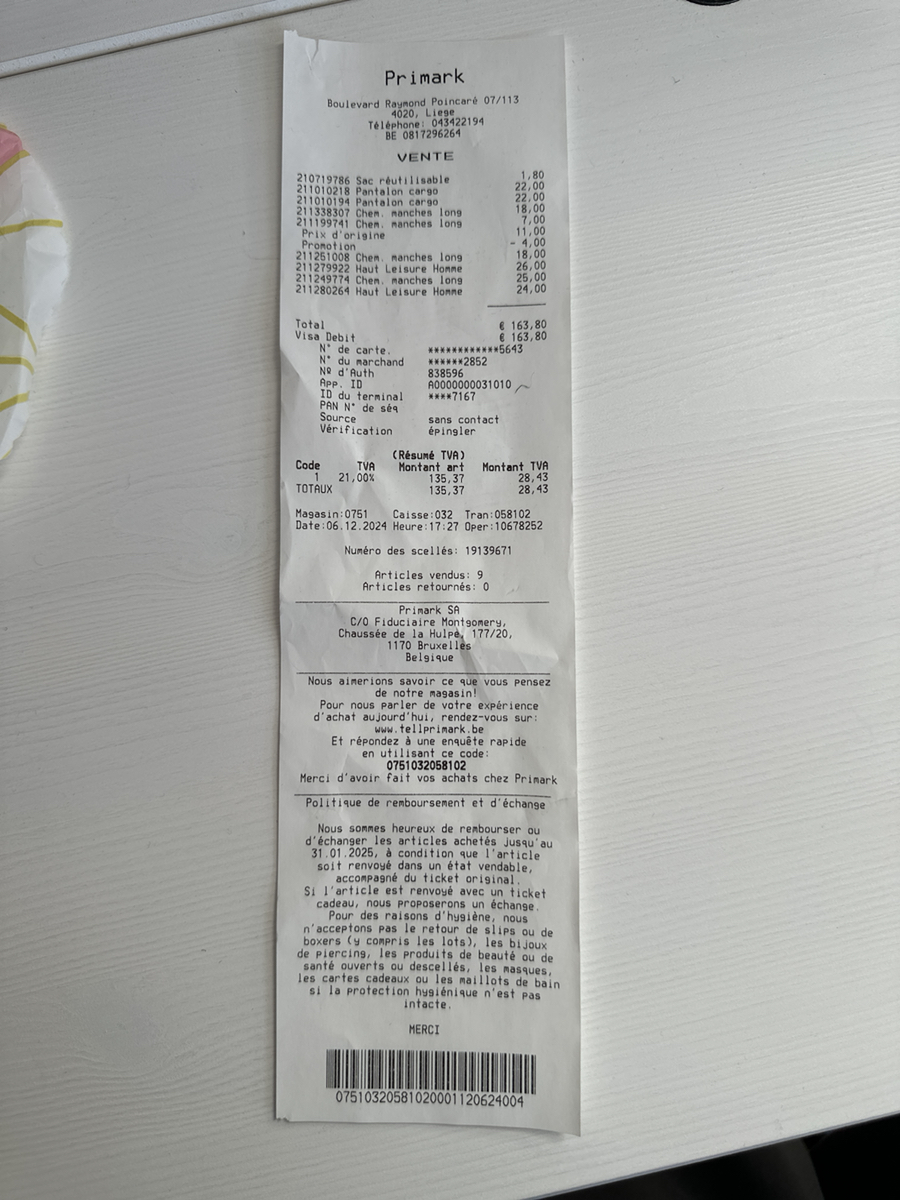 Primark
Boulevard Raymond Poincaré 07/113
4020, Liege
Téléphone: 043422194
BE 0817296264
VENTE
210719786 Sac réutilisable 1,80
211010218 Pantalon cargo 22,00
211010194 Pantalon cargo 22,00
211338307 Chem. manches long 18,00
211199741 Chem. manches long 7,00
Prix d'origine 11,00
Promotion - 4,00
211251008 Chem. manches long 18,00
211279922 Haut Leisure Homme 26,00
211249774 Chem. manches long 25,00
211280264 Haut Leisure Homme 24,00
Total € 163,80
Visa Debit € 163,80
N° de carte. ************5643
N° du marchand ******2852
Nº d'Auth 838596
App. ID A0000000031010
ID du terminal ****7167
PAN N° de séq
Source sans contact
Vérification épingler
(Résumé TVA)
Code TVA Montant art Montant TVA
1 21,00% 135,37 28,43
TOTAUX 135,37 28,43
Magasin:0751 Caisse:032 Tran:058102
Date:06.12.2024 Heure:17:27 Oper:10678252
Numéro des scellés: 19139671
Articles vendus: 9
Articles retournés: 0
Primark SA
C/O Fiduciaire Montgomery,
Chaussée de la Hulpe, 177/20,
1170 Bruxelles
Belgique
Nous aimerions savoir ce que vous pensez
de notre magasin!
Pour nous parler de votre expérience
d'achat aujourd'hui, rendez-vous sur:
www.tellprimark.be
Et répondez à une enquête rapide
en utilisant ce code:
0751032058102
Merci d'avoir fait vos achats chez Primark
Politique de remboursement et d'échange
Nous sommes heureux de rembourser ou
d'échanger les articles achetés jusqu'au
31.01.2025, à condition que l'article
soit renvoyé dans un état vendable,
accompagné du ticket original.
Si l'article est renvoyé avec un ticket
cadeau, nous proposerons un échange.
Pour des raisons d'hygiène, nous
n'acceptons pas le retour de slips ou de
boxers (y compris les lots), les bijoux
de piercing, les produits de beauté ou de
santé ouverts ou descellés, les masques,
les cartes cadeaux ou les maillots de bain
si la protection hygiénique n'est pas
intacte.
MERCI
07510320581020001120624004